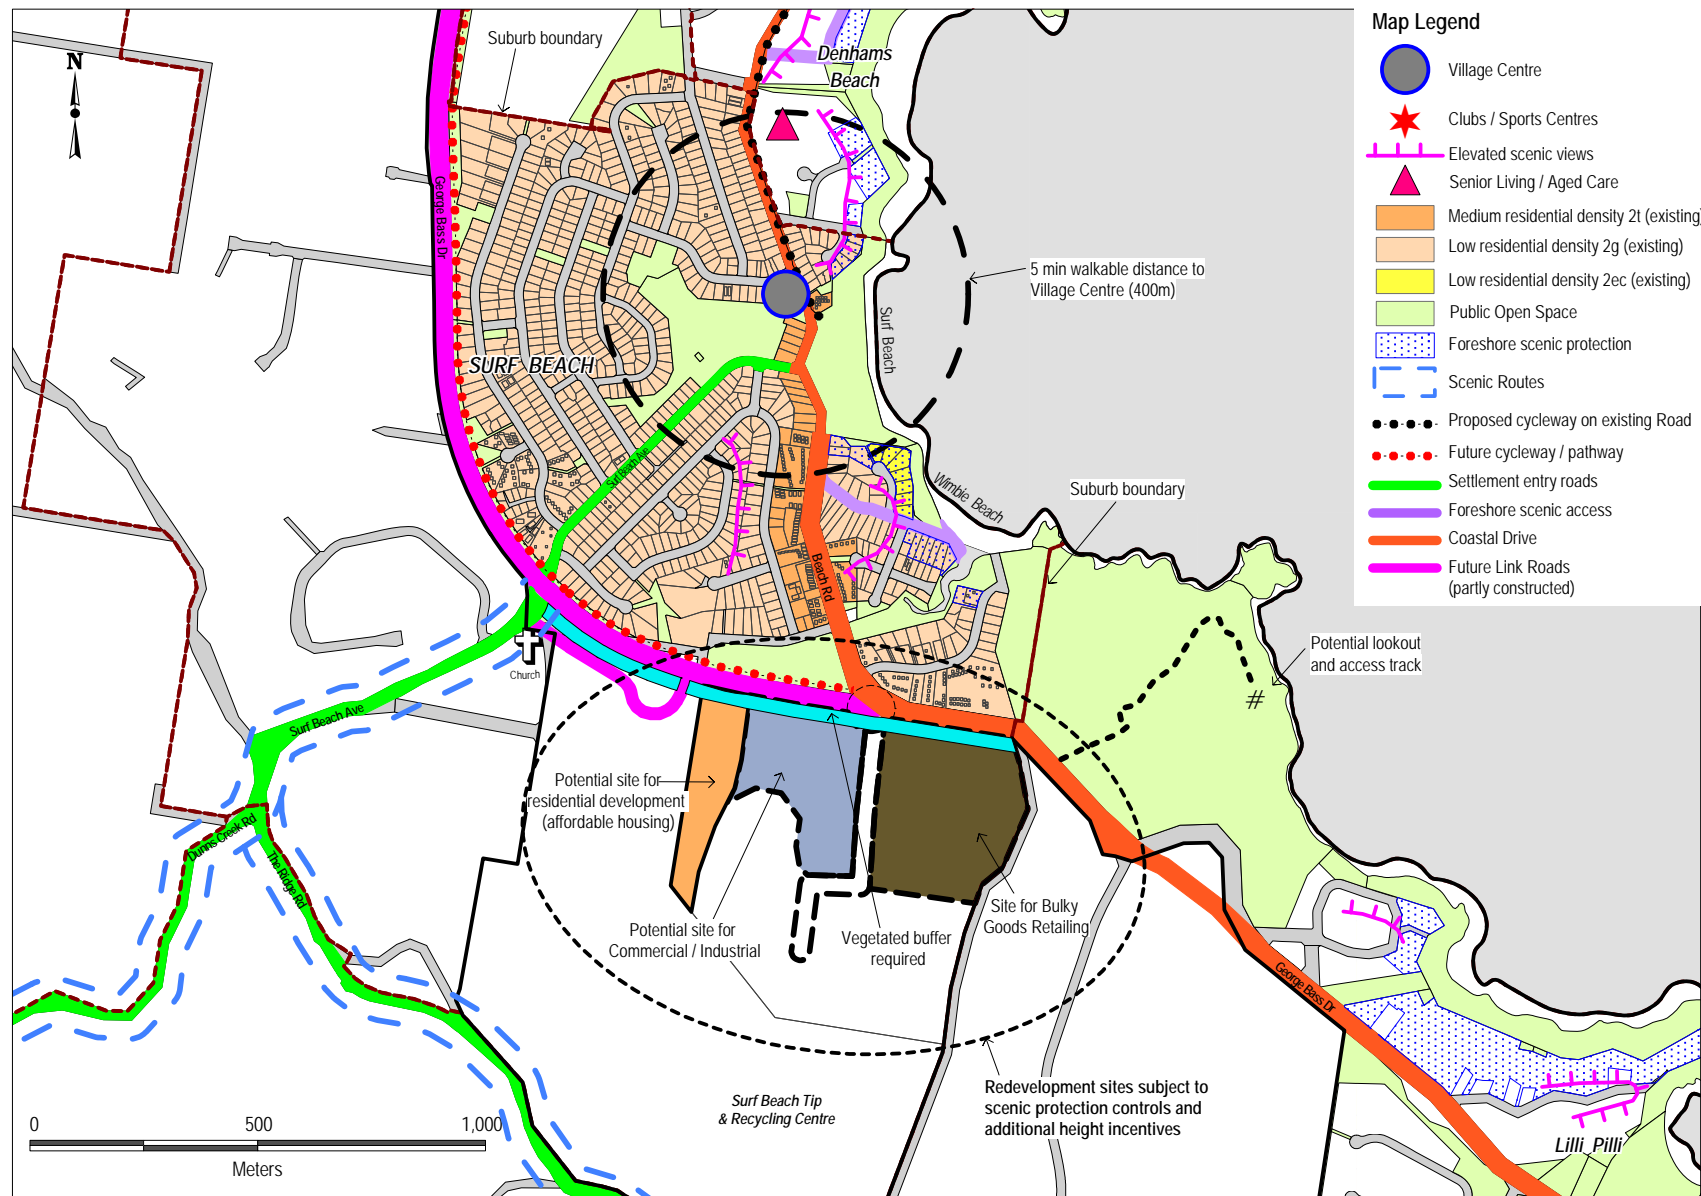 Map Legend
Village Centre
Clubs / Sports Centres
Elevated scenic views
Senior Living / Aged Care
Medium residential density 2t (existing)
Low residential density 2g (existing)
Low residential density 2ec (existing)
Public Open Space
Foreshore scenic protection
Scenic Routes
Proposed cycleway on existing Road
Future cycleway / pathway
Settlement entry roads
Foreshore scenic access
Coastal Drive
Future Link Roads
(partly constructed)
N
Suburb boundary
Denhams
Beach
George Bass Dr
5 min walkable distance to
Village Centre (400m)
Surf Beach
SURF BEACH
Surf Beach Ave
Wimbie Beach
Suburb boundary
Beach Rd
Church
Potential lookout
and access track
#
Surf Beach Ave
Dunns Creek Rd
The Ridge Rd
Potential site for
residential development
(affordable housing)
Potential site for
Commercial / Industrial
Vegetated buffer
required
Site for Bulky
Goods Retailing
George Bass Dr
Redevelopment sites subject to
scenic protection controls and
additional height incentives
Surf Beach Tip
& Recycling Centre
Lilli Pilli
0 500 1,000
Meters